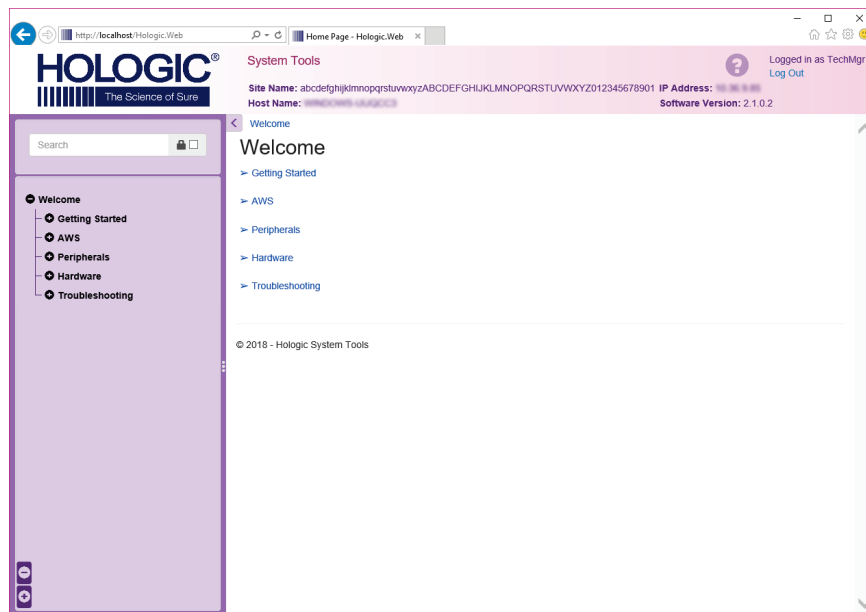 http://localhost/Hologic.Web
Home Page - Hologic.Web
HOLOGIC®
The Science of Sure
System Tools
Logged in as TechMgr
Log Out
Site Name: abcdefghijklmnopqrstuvwxyzABCDEFGHIJKLMNOPQRSTUVWXYZ012345678901 IP Address:
Host Name:
Software Version: 2.1.0.2
Search
Welcome
Getting Started
AWS
Peripherals
Hardware
Troubleshooting
Welcome
Welcome
➢ Getting Started
➢ AWS
➢ Peripherals
➢ Hardware
➢ Troubleshooting
© 2018 - Hologic System Tools